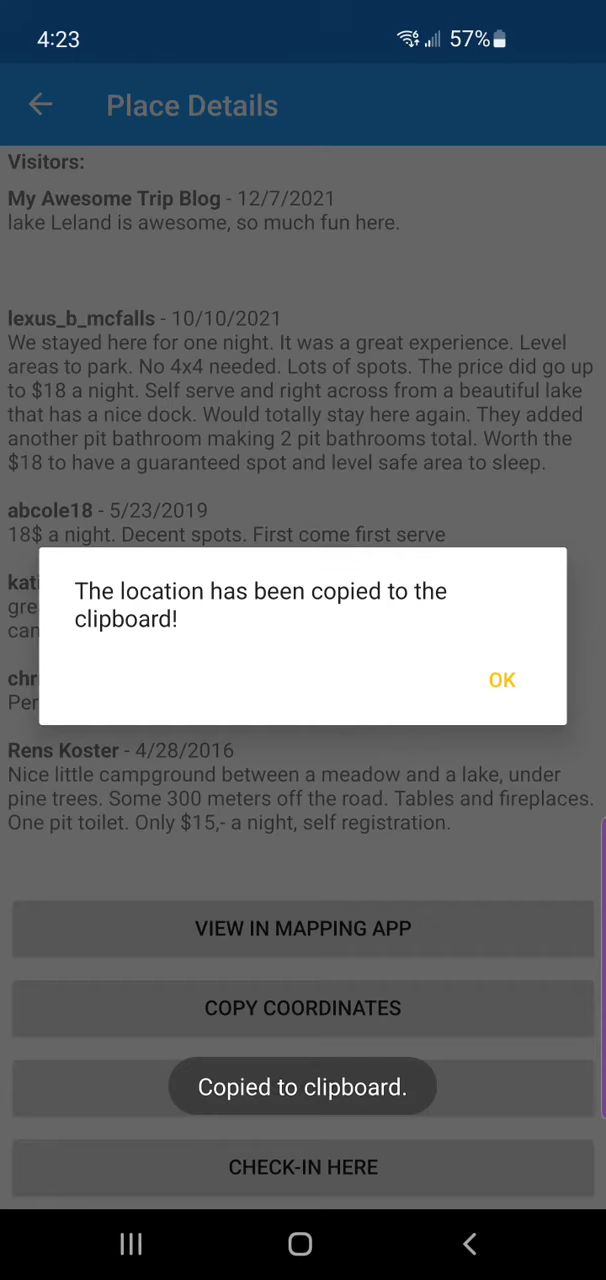 4:23
57%
Place Details
Visitors:
My Awesome Trip Blog - 12/7/2021
lake Leland is awesome, so much fun here.
lexus_b_mcfalls - 10/10/2021
We stayed here for one night. It was a great experience. Level
areas to park. No 4x4 needed. Lots of spots. The price did go up
to $18 a night. Self serve and right across from a beautiful lake
that has a nice dock. Would totally stay here again. They added
another pit bathroom making 2 pit bathrooms total. Worth the
$18 to have a guaranteed spot and level safe area to sleep.
abcole18 - 5/23/2019
18$ a night. Decent spots. First come first serve
The location has been copied to the
clipboard!
OK
Rens Koster - 4/28/2016
Nice little campground between a meadow and a lake, under
pine trees. Some 300 meters off the road. Tables and fireplaces.
One pit toilet. Only $15,- a night, self registration.
VIEW IN MAPPING APP
COPY COORDINATES
Copied to clipboard.
CHECK-IN HERE